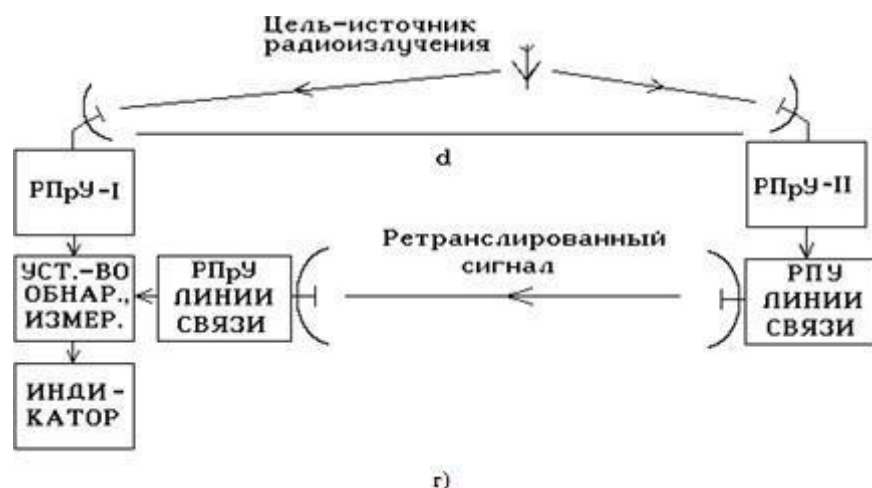 Цель-источник
радиоизлучения
d
РПрУ-I
РПрУ-II
Ретранслированный
сигнал
УСТ.-ВО
ОБНАР.,
ИЗМЕР.
РПрУ
ЛИНИИ
СВЯЗИ
РПУ
ЛИНИИ
СВЯЗИ
ИНДИ-
КАТОР
г)